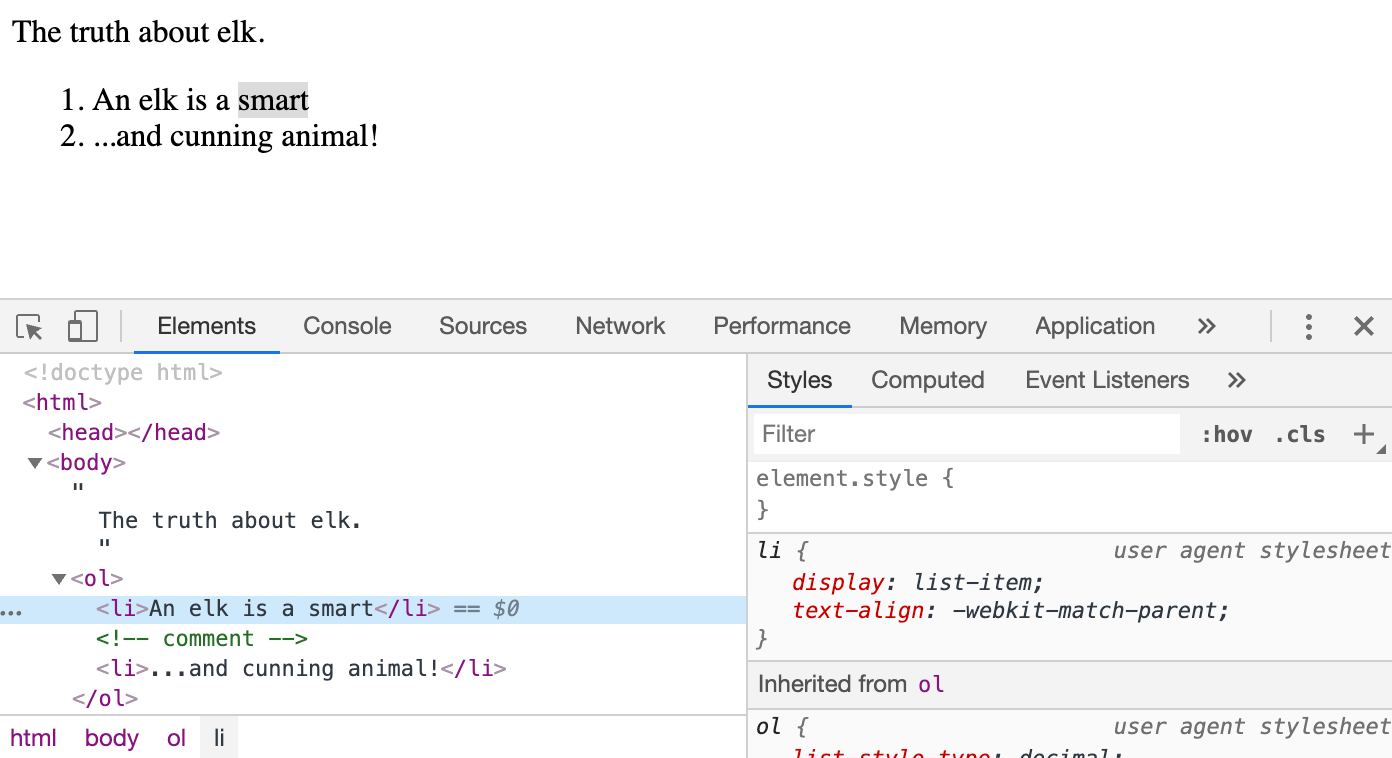 The truth about elk.
1. An elk is a smart
2. ...and cunning animal!
Elements Console Sources Network Performance Memory Application »
<!doctype html>
<html>
<head></head>
▼<body>
"
The truth about elk.
"
▼<ol>
... <li>An elk is a smart</li> == $0
<!-- comment -->
<li>...and cunning animal!</li>
</ol>
html body ol li
Styles Computed Event Listeners »
Filter :hov .cls +
element.style {
}
li { user agent stylesheet
display: list-item;
text-align: -webkit-match-parent;
}
Inherited from ol
ol { user agent stylesheet
list-style-type: decimal;